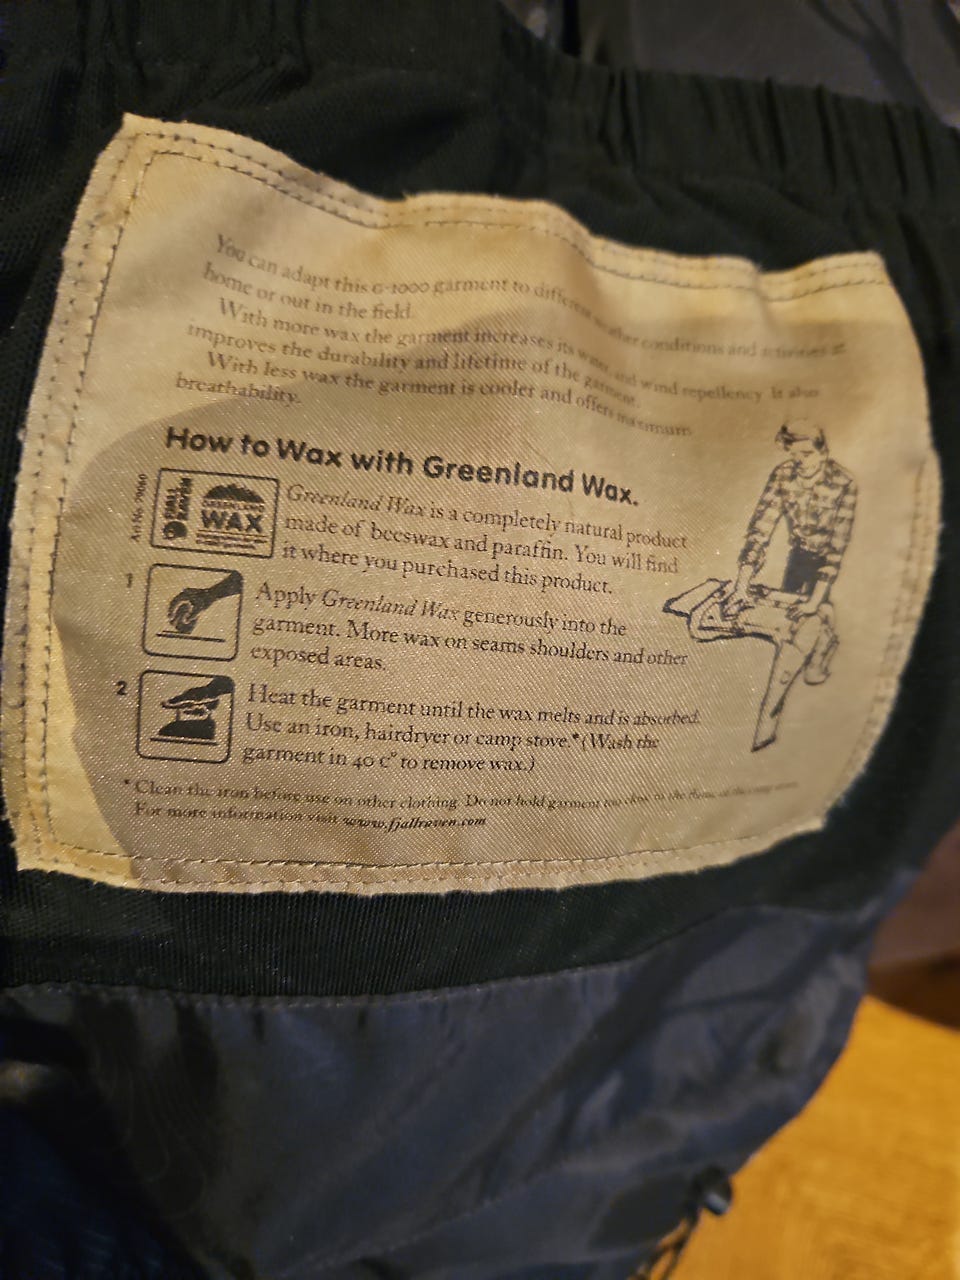 You can adapt this G-1000 garment to different weather conditions and activities at
home or out in the field.
With more wax the garment increases its water and wind repellency. It also
improves the durability and lifetime of the garment.
With less wax the garment is cooler and offers maximum
breathability.
How to Wax with Greenland Wax.
Art No 79060
FJALL
RAVEN
GREENLAND
WAX
Greenland Wax is a completely natural product
made of beeswax and paraffin. You will find
it where you purchased this product.
1
Apply Greenland Wax generously into the
garment. More wax on seams shoulders and other
exposed areas.
2
Heat the garment until the wax melts and is absorbed.
Use an iron, hairdryer or camp stove.* (Wash the
garment in 40 C° to remove wax.)
* Clean the iron before use on other clothing. Do not hold garment too close to the flame of the camp stove.
For more information visit www.fjallraven.com